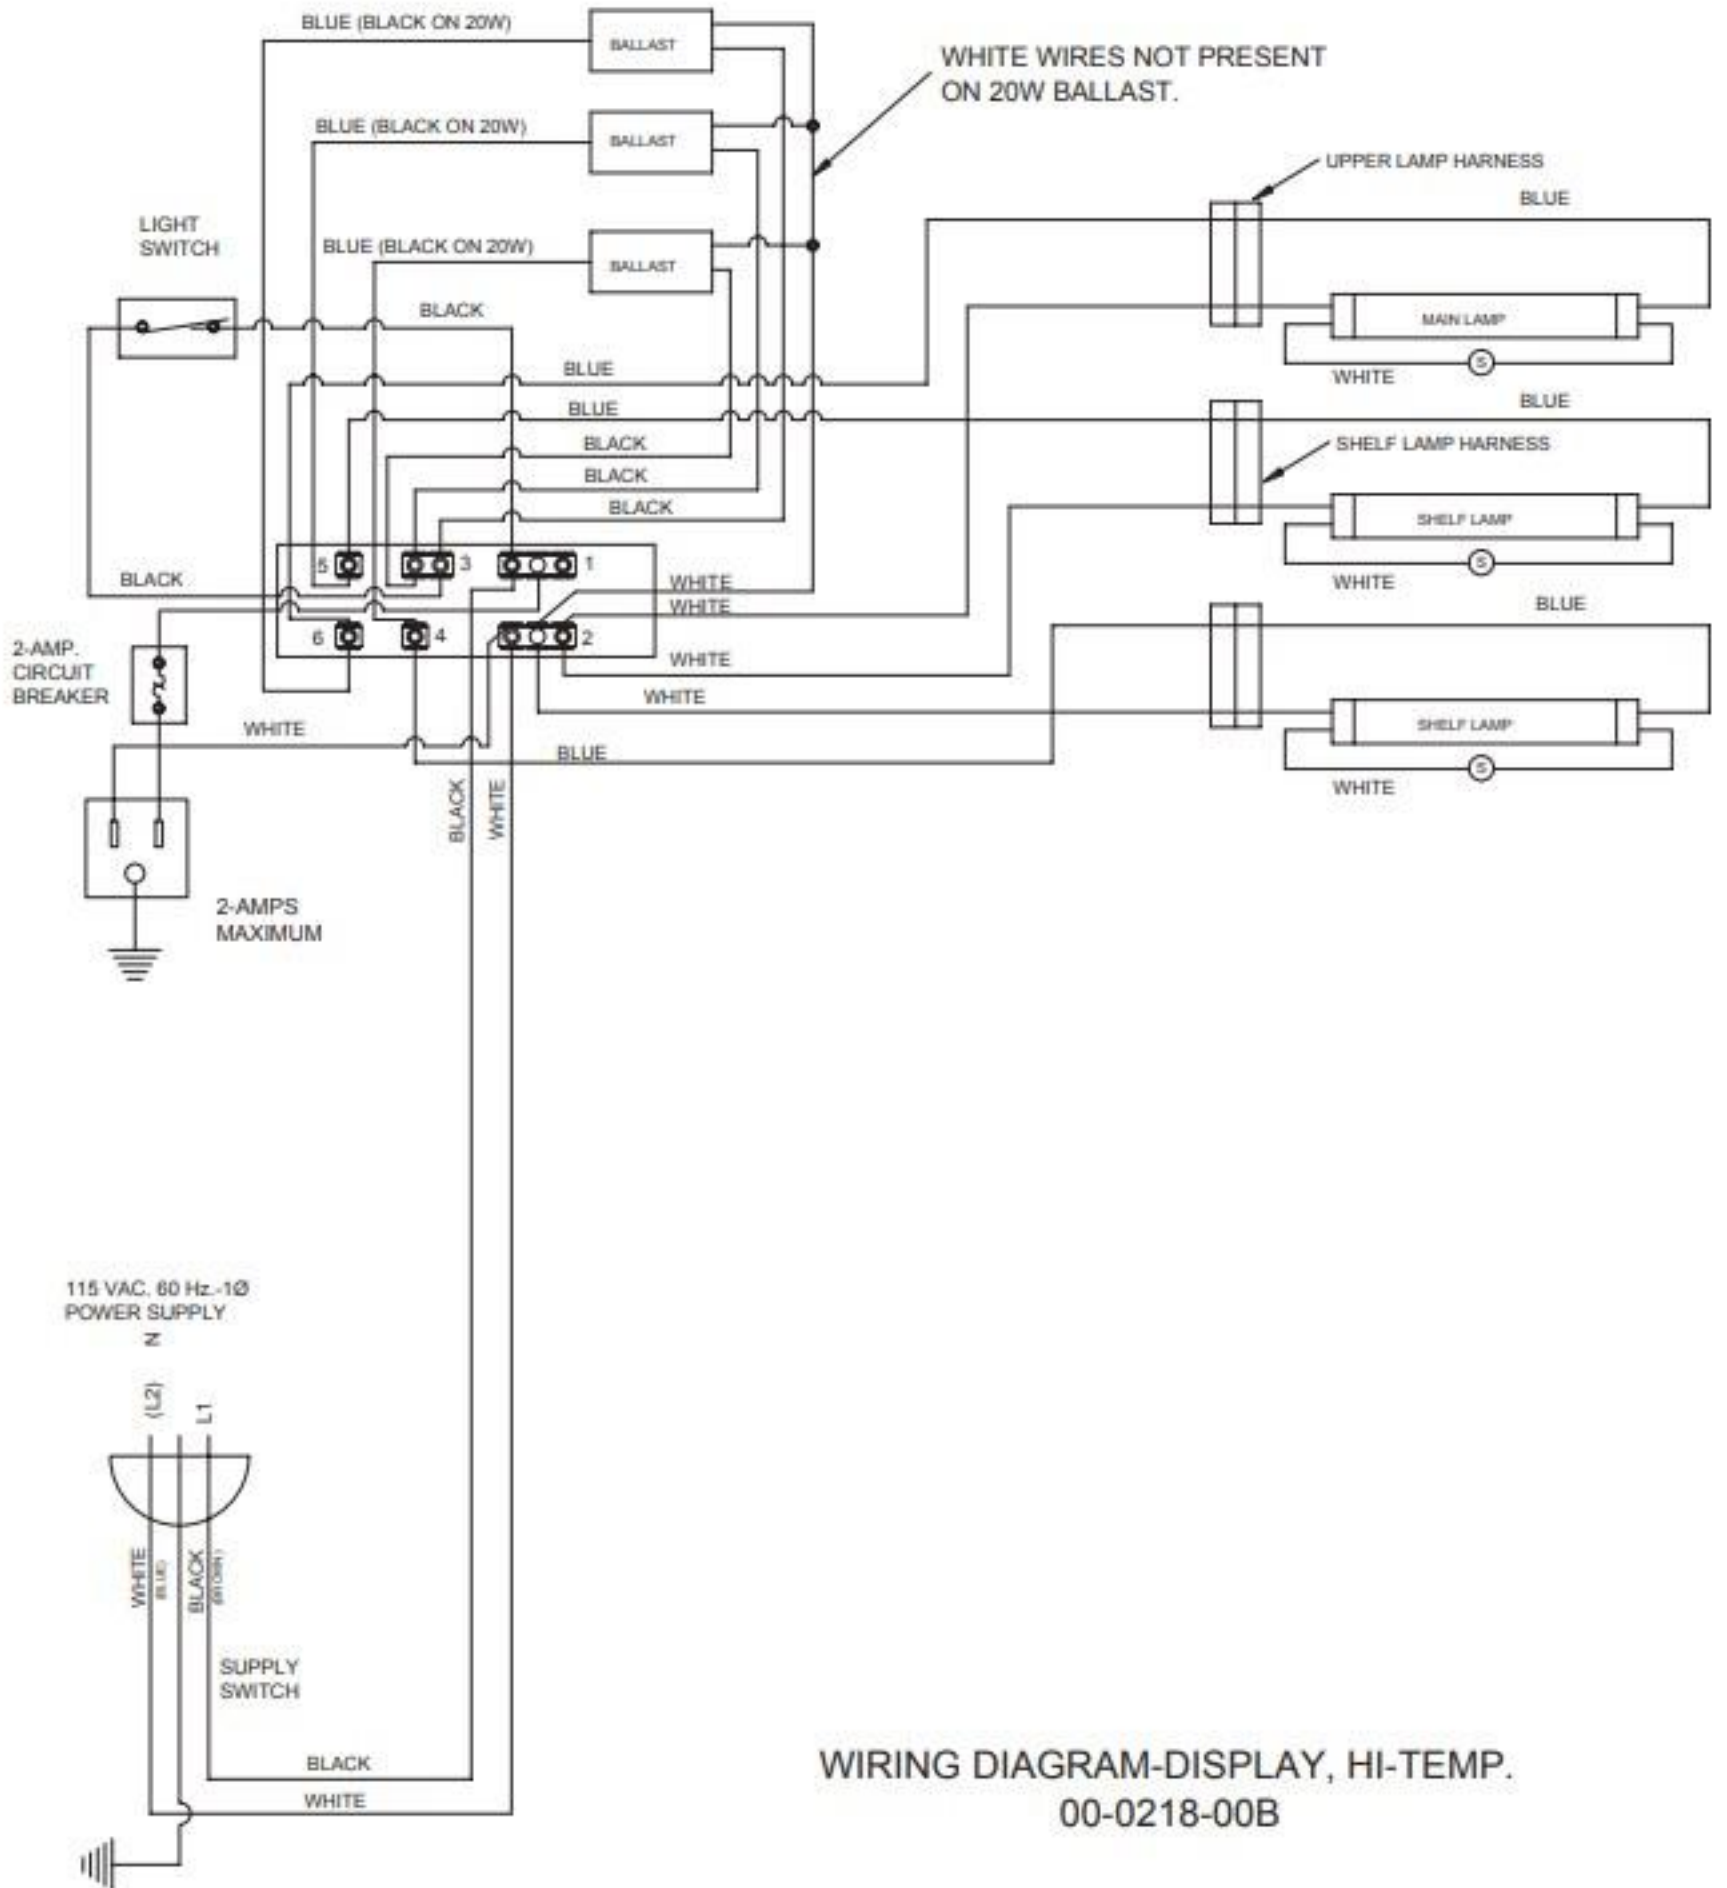 BLUE (BLACK ON 20W)
BALLAST
WHITE WIRES NOT PRESENT
ON 20W BALLAST.
BLUE (BLACK ON 20W)
BALLAST
UPPER LAMP HARNESS
BLUE
LIGHT
SWITCH
BLUE (BLACK ON 20W)
BALLAST
BLACK
MAIN LAMP
S
WHITE
BLUE
BLUE
BLUE
BLACK
SHELF LAMP HARNESS
BLACK
BLACK
SHELF LAMP
5
3
1
S
BLACK
WHITE
WHITE
WHITE
BLUE
6
4
2
2-AMP.
CIRCUIT
BREAKER
WHITE
WHITE
SHELF LAMP
WHITE
BLUE
S
WHITE
BLACK
WHITE
2-AMPS
MAXIMUM
115 VAC. 60 Hz.-1Ø
POWER SUPPLY
N
(L2)
L1
WHITE
(BLUE)
BLACK
(BROWN)
SUPPLY
SWITCH
BLACK
WHITE
WIRING DIAGRAM-DISPLAY, HI-TEMP.
00-0218-00B